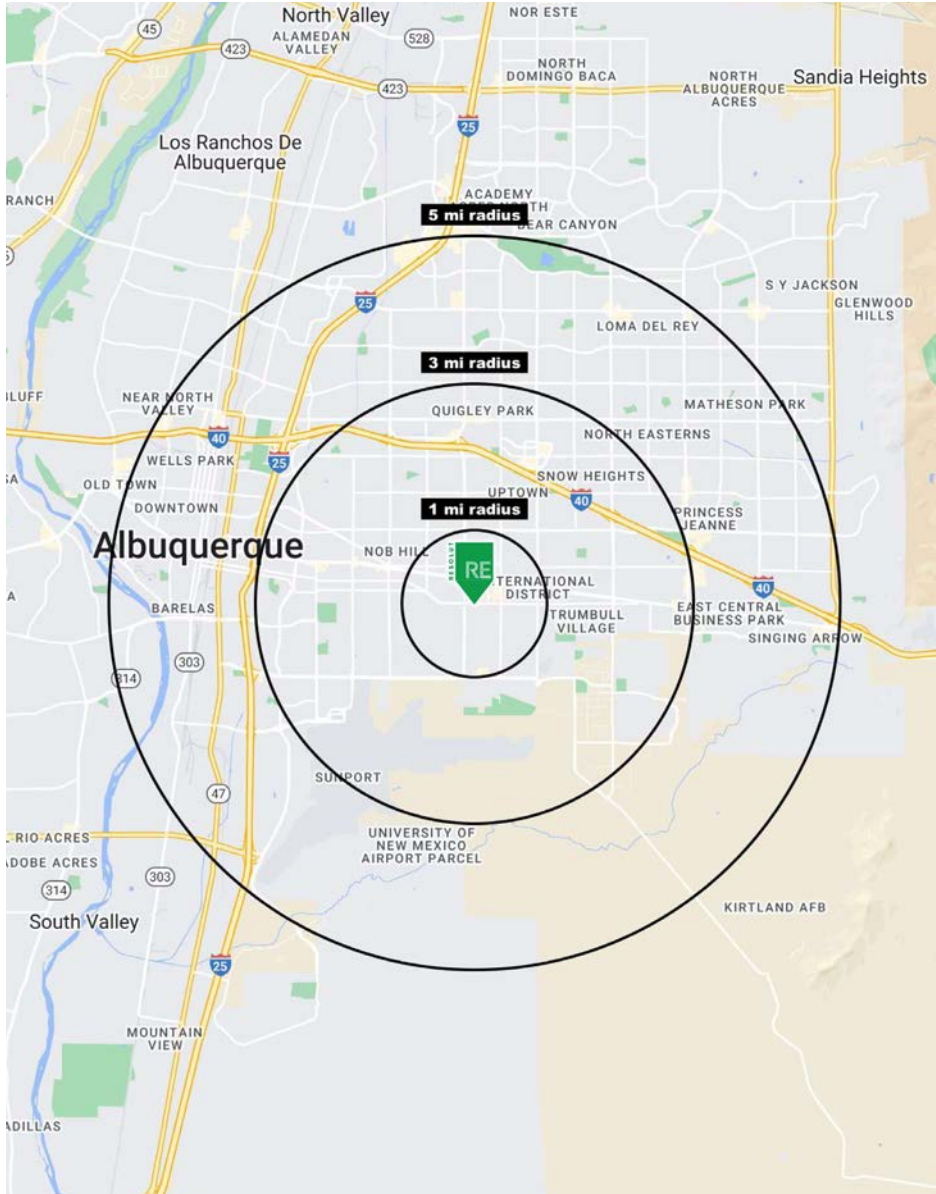 NOR ESTE
North Valley
45
ALAMEDAN
VALLEY
528
423
NORTH
DOMINGO BACA
NORTH
ALBUQUERQUE
ACRES
Sandia Heights
423
25
Los Ranchos De
Albuquerque
RANCH
ACADEMY
5 mi radius
BEAR CANYON
S Y JACKSON
GLENWOOD
HILLS
25
LOMA DEL REY
3 mi radius
BLUFF
NEAR NORTH
VALLEY
QUIGLEY PARK
MATHESON PARK
40
NORTH EASTERNS
WELLS PARK
25
SNOW HEIGHTS
OLD TOWN
UPTOWN
40
DOWNTOWN
1 mi radius
PRINCESS
JEANNE
Albuquerque
NOB HILL
RESOLUT
RE
TERNATIONAL
DISTRICT
40
BARELAS
TRUMBULL
VILLAGE
EAST CENTRAL
BUSINESS PARK
SINGING ARROW
303
314
SUNPORT
47
UNIVERSITY OF
NEW MEXICO
AIRPORT PARCEL
RIO ACRES
ADOBE ACRES
303
314
KIRTLAND AFB
South Valley
25
MOUNTAIN
VIEW
ADILLAS